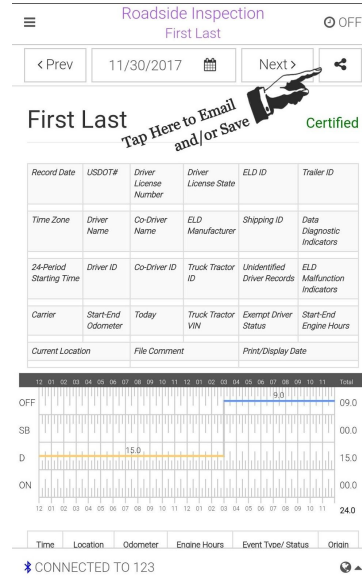 Roadside Inspection
First Last
OFF
< Prev
11/30/2017
Next >
First Last
Tap Here to Email
and/or Save
Certified
Record Date USDOT# Driver License Number Driver License State ELD ID Trailer ID
Time Zone Driver Name Co-Driver Name ELD Manufacturer Shipping ID Data Diagnostic Indicators
24-Period Starting Time Driver ID Co-Driver ID Truck Tractor ID Unidentified Driver Records ELD Malfunction Indicators
Carrier Start-End Odometer Today Truck Tractor VIN Exempt Driver Status Start-End Engine Hours
Current Location File Comment Print/Display Date
12 01 02 03 04 05 06 07 08 09 10 11 12 01 02 03 04 05 06 07 08 09 10 11 Total
OFF 9.0 09.0
SB 00.0
D 15.0 15.0
ON 00.0
12 01 02 03 04 05 06 07 08 09 10 11 12 01 02 03 04 05 06 07 08 09 10 11 24.0
Time Location Odometer Engine Hours Event Type/ Status Origin
CONNECTED TO 123